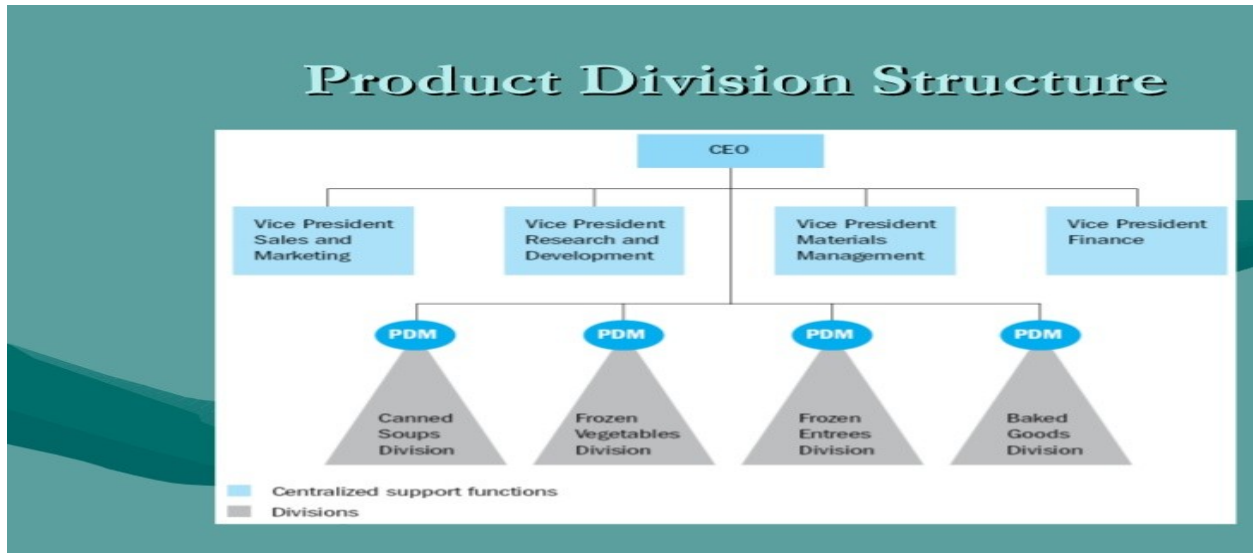 Product Division Structure
CEO
Vice President
Sales and
Marketing
Vice President
Research and
Development
Vice President
Materials
Management
Vice President
Finance
PDM
PDM
PDM
PDM
Canned
Soups
Division
Frozen
Vegetables
Division
Frozen
Entrees
Division
Baked
Goods
Division
Centralized support functions
Divisions